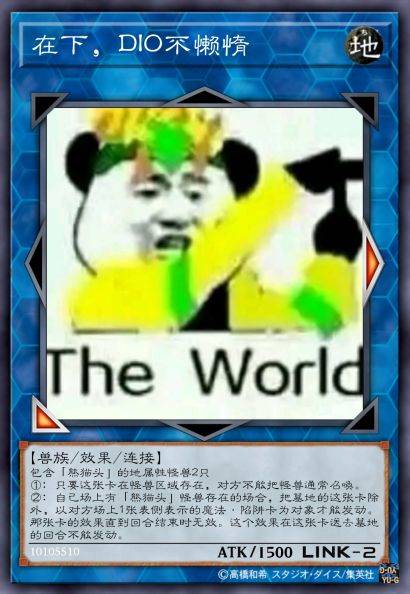 在下，DIO不懒惰
地
The World
【兽族/效果/连接】
包含「熊猫头」的地属性怪兽2只
①：只要这张卡在怪兽区域存在，对方不能把怪兽通常召唤。
②：自己场上有「熊猫头」怪兽存在的场合，把墓地的这张卡除
外，以对方场上1张表侧表示的魔法·陷阱卡为对象才能发动。
那张卡的效果直到回合结束时无效。这个效果在这张卡送去墓地
的回合不能发动。
10105510
ATK/1500 LINK-2
©高橋和希 スタジオ・ダイス/集英社